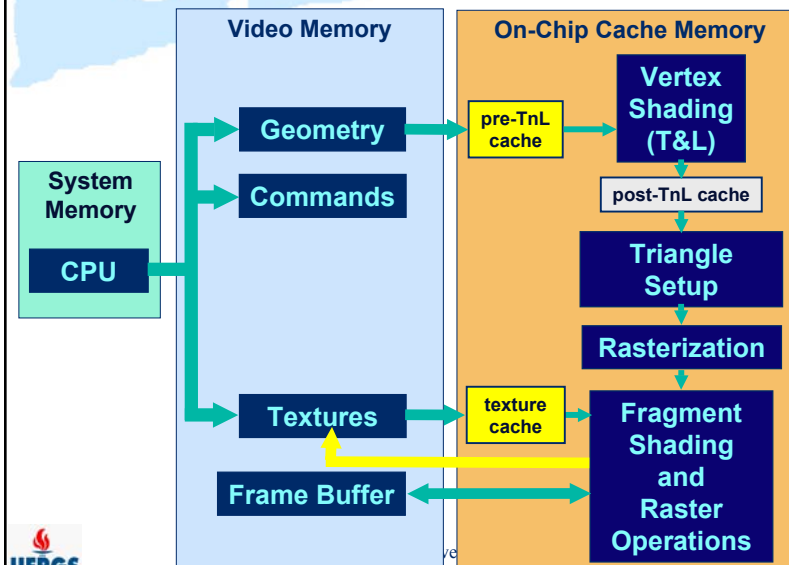 Video Memory
On-Chip Cache Memory
System
Memory
CPU
Geometry
Commands
Textures
Frame Buffer
pre-TnL
cache
texture
cache
Vertex
Shading
(T&L)
post-TnL cache
Triangle
Setup
Rasterization
Fragment
Shading
and
Raster
Operations